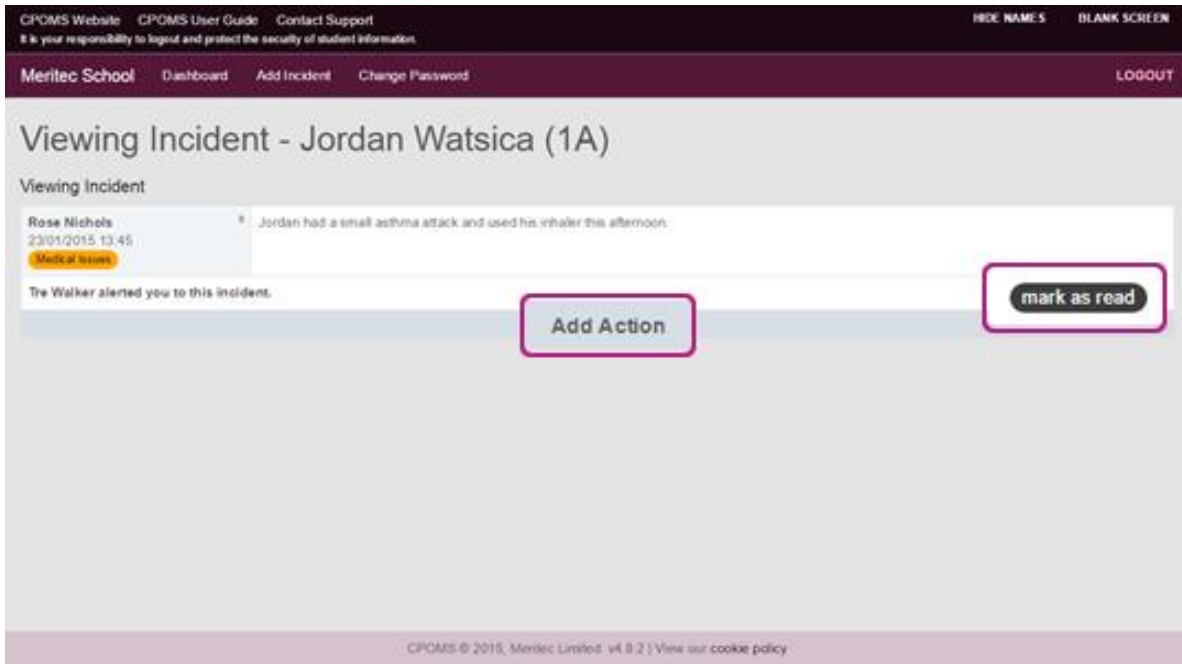 CPOMS Website CPOMS User Guide Contact Support HIDE NAMES BLANK SCREEN
It is your responsibility to logout and protect the security of student information.
Meritec School Dashboard Add Incident Change Password LOGOUT
Viewing Incident - Jordan Watsica (1A)
Viewing Incident
Rose Nichols Jordan had a small asthma attack and used his inhaler this afternoon.
23/01/2015 13:45
Medical Issues
Tre Walker alerted you to this incident. mark as read
Add Action
CPOMS © 2015, Meritec Limited. v4.8.2 | View our cookie policy